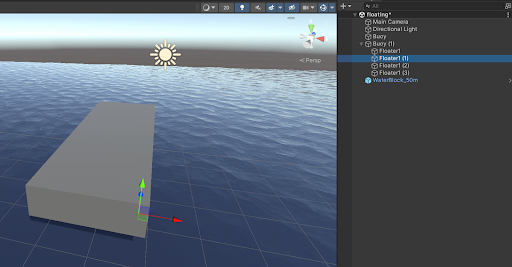 2D
All
floating*
Main Camera
Directional Light
Buoy
Buoy (1)
Floater1
Floater1 (1)
Floater1 (2)
Floater1 (3)
WaterBlock_50m
< Persp